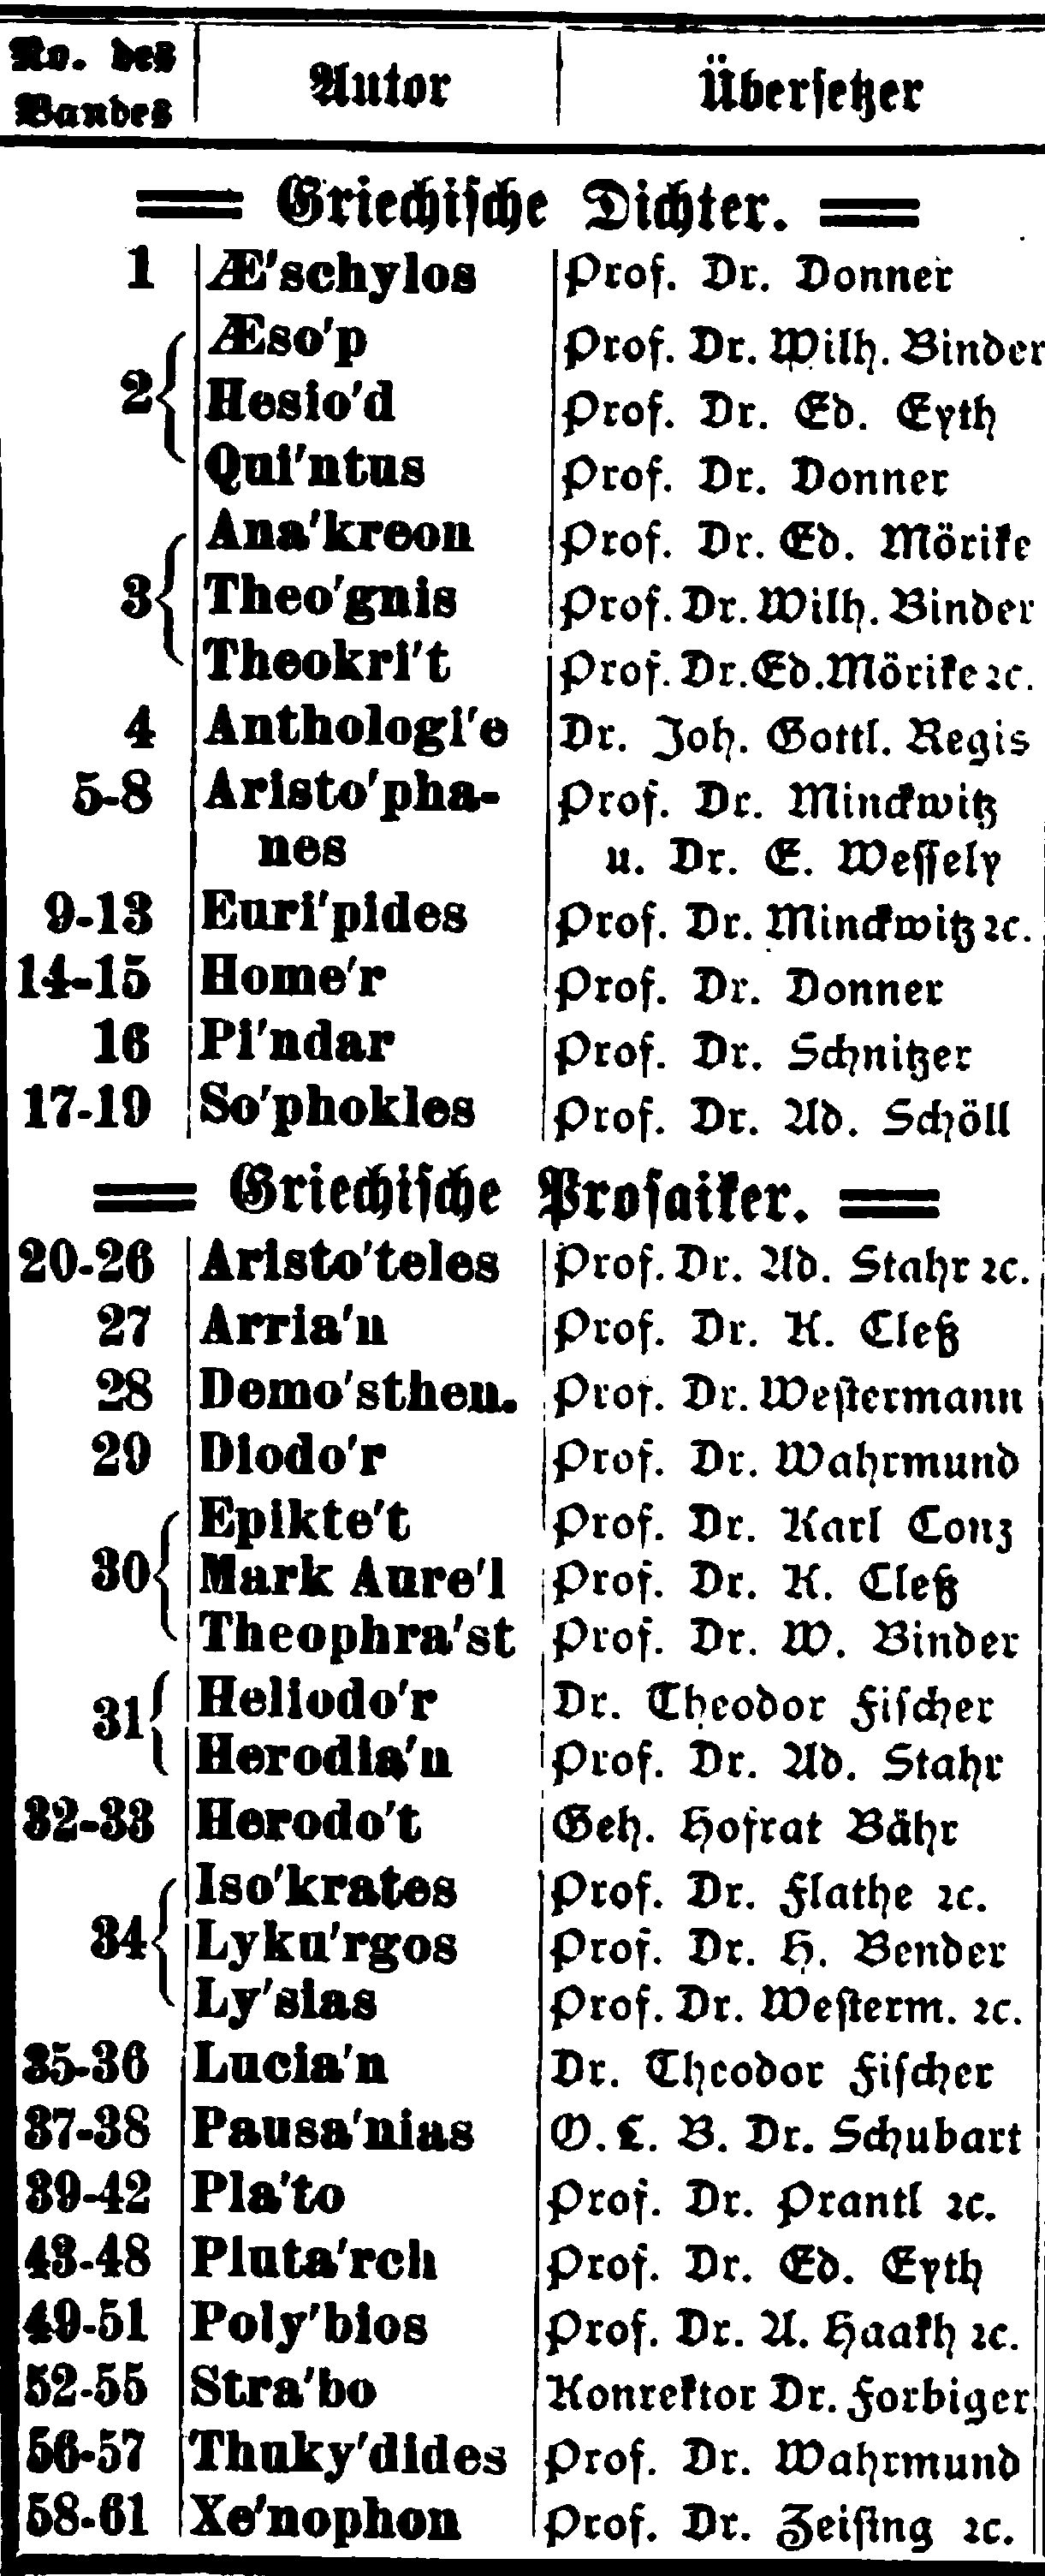 No. des Bandes | Autor | Übersetzer
Griechische Dichter.
1 Æ'schylos Prof. Dr. Donner
Æso'p Prof. Dr. Wilh. Binder
2 Hesio'd Prof. Dr. Ed. Eyth
Qui'ntus Prof. Dr. Donner
Ana'kreon Prof. Dr. Ed. Mörike
3 Theo'gnis Prof. Dr. Wilh. Binder
Theokri't Prof. Dr. Ed. Mörike ꝛc.
4 Anthologi'e Dr. Joh. Gottl. Regis
5-8 Aristo'pha- Prof. Dr. Minckwitz
nes u. Dr. E. Wessely
9-13 Euri'pides Prof. Dr. Minckwitz ꝛc.
14-15 Home'r Prof. Dr. Donner
16 Pi'ndar Prof. Dr. Schnitzer
17-19 So'phokles Prof. Dr. Ad. Schöll
Griechische Prosaiker.
20-26 Aristo'teles Prof. Dr. Ad. Stahr ꝛc.
27 Arria'n Prof. Dr. K. Cleß
28 Demo'sthen. Prof. Dr. Westermann
29 Diodo'r Prof. Dr. Wahrmund
Epikte't Prof. Dr. Karl Conz
30 Mark Aure'l Prof. Dr. K. Cleß
Theophra'st Prof. Dr. W. Binder
31 Heliodo'r Dr. Theodor Fischer
Herodia'n Prof. Dr. Ad. Stahr
32-33 Herodo't Geh. Hofrat Bähr
Iso'krates Prof. Dr. Flathe ꝛc.
34 Lyku'rgos Prof. Dr. H. Bender
Ly'sias Prof. Dr. Westerm. ꝛc.
35-36 Lucia'n Dr. Theodor Fischer
37-38 Pausa'nias O. L. B. Dr. Schubart
39-42 Pla'to Prof. Dr. Prantl ꝛc.
43-48 Pluta'rch Prof. Dr. Ed. Eyth
49-51 Poly'bios Prof. Dr. A. Haakh ꝛc.
52-55 Stra'bo Konrektor Dr. Forbiger
56-57 Thuky'dides Prof. Dr. Wahrmund
58-61 Xe'nophon Prof. Dr. Zeising ꝛc.